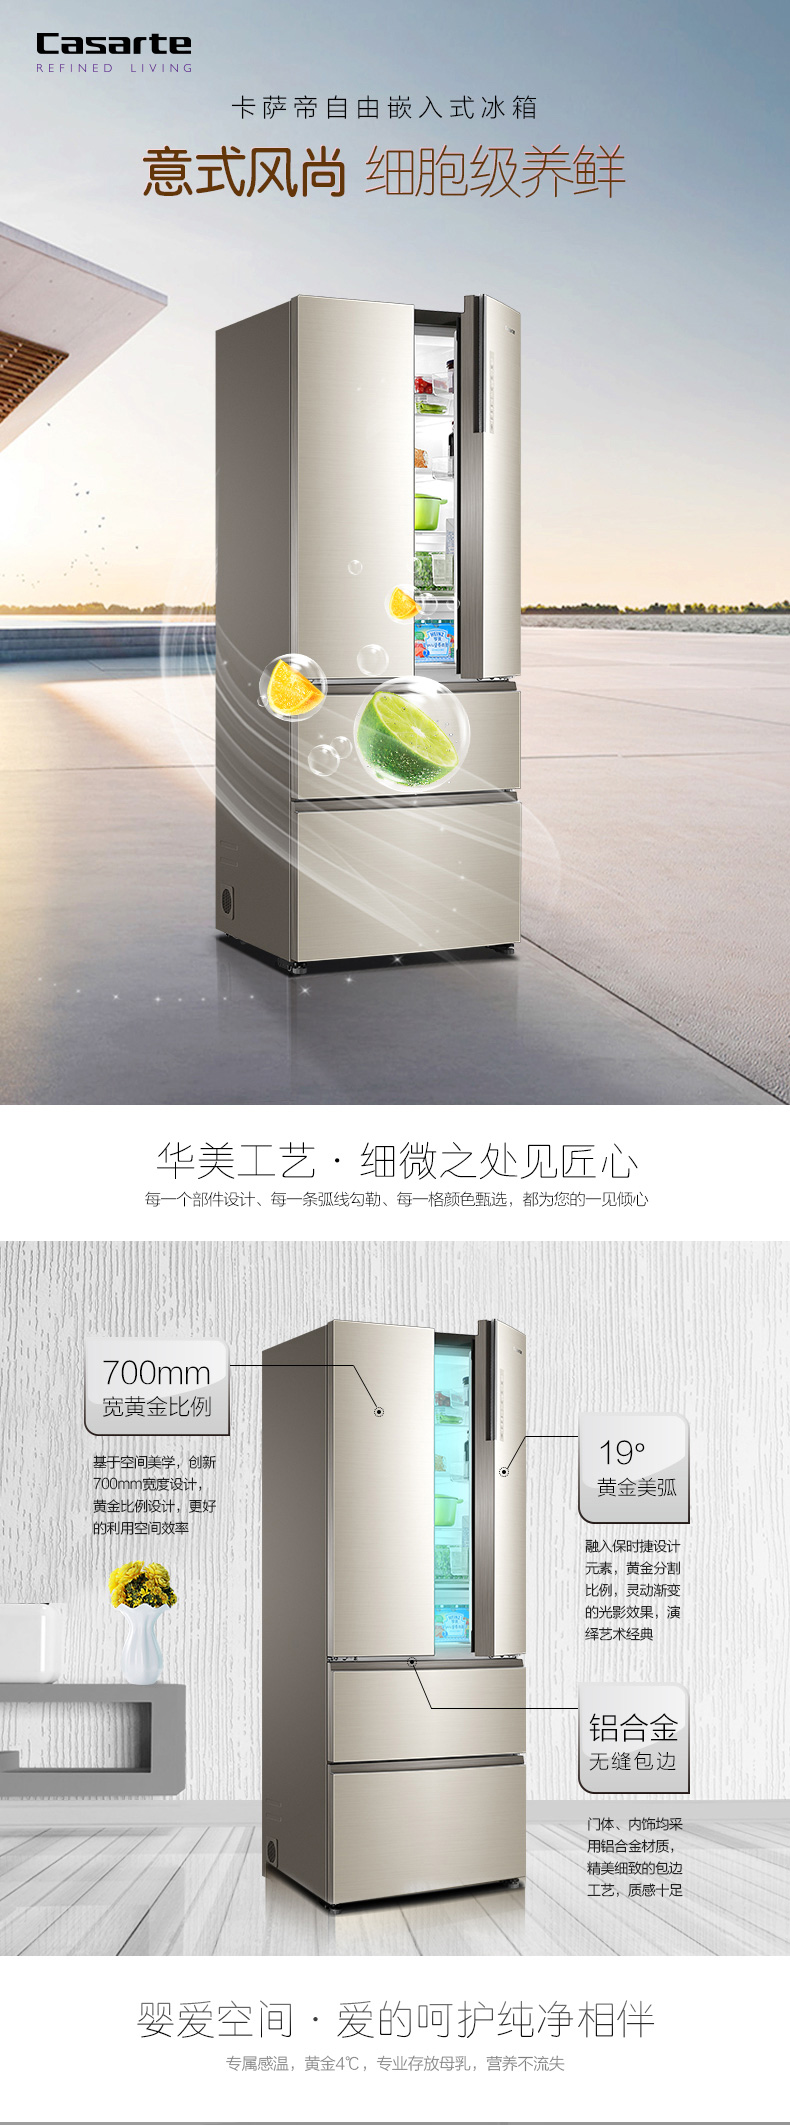 Casarte
REFINED LIVING
卡萨帝自由嵌入式冰箱
意式风尚 细胞级养鲜
HEINZ
华美工艺·细微之处见匠心
每一个部件设计、每一条弧线勾勒、每一格颜色甄选，都为您的一见倾心
700mm
宽黄金比例
基于空间美学，创新
700mm宽度设计，
黄金比例设计，更好
的利用空间效率
19°
黄金美弧
融入保时捷设计
元素，黄金分割
比例，灵动渐变
的光影效果，演
绎艺术经典
铝合金
无缝包边
门体、内饰均采
用铝合金材质，
精美细致的包边
工艺，质感十足
婴爱空间·爱的呵护纯净相伴
专属感温，黄金4℃，专业存放母乳，营养不流失